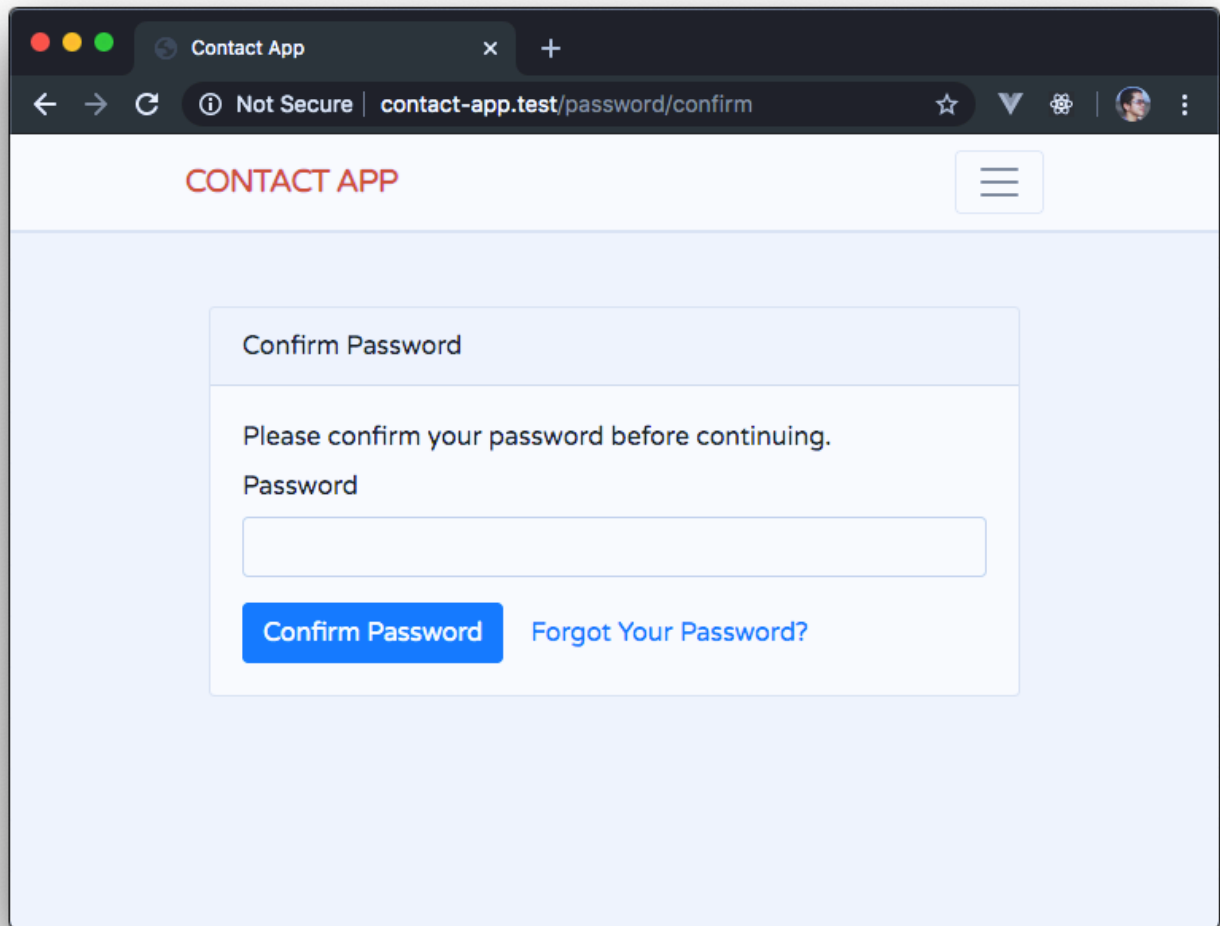 Contact App
Not Secure contact-app.test/password/confirm
CONTACT APP
Confirm Password
Please confirm your password before continuing.
Password
Confirm Password Forgot Your Password?